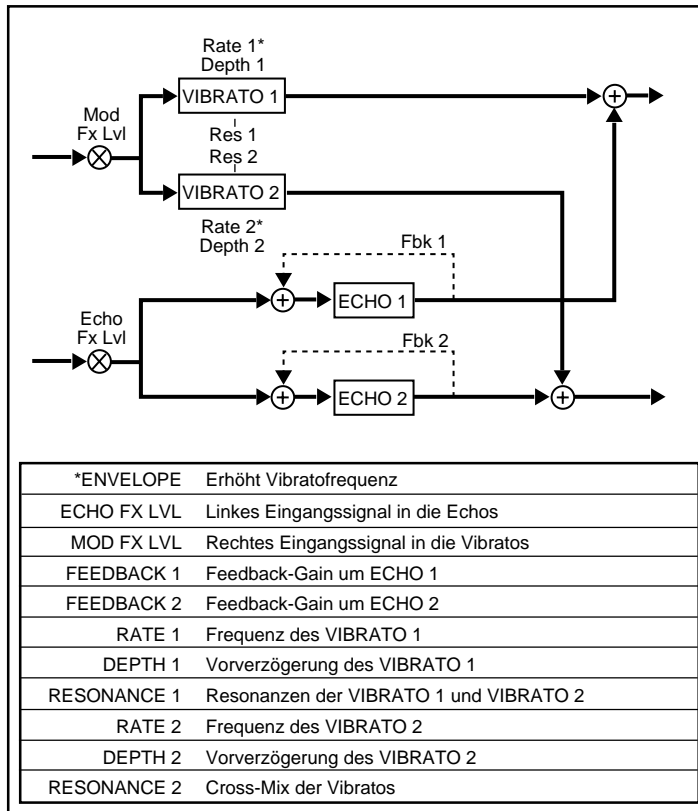 Rate 1*
Depth 1
VIBRATO 1
Mod
Fx Lvl
Res 1
Res 2
VIBRATO 2
Rate 2*
Depth 2
Fbk 1
ECHO 1
Echo
Fx Lvl
Fbk 2
ECHO 2
*ENVELOPE Erhöht Vibratofrequenz
ECHO FX LVL Linkes Eingangssignal in die Echos
MOD FX LVL Rechtes Eingangssignal in die Vibratos
FEEDBACK 1 Feedback-Gain um ECHO 1
FEEDBACK 2 Feedback-Gain um ECHO 2
RATE 1 Frequenz des VIBRATO 1
DEPTH 1 Vorverzögerung des VIBRATO 1
RESONANCE 1 Resonanzen der VIBRATO 1 und VIBRATO 2
RATE 2 Frequenz des VIBRATO 2
DEPTH 2 Vorverzögerung des VIBRATO 2
RESONANCE 2 Cross-Mix der Vibratos